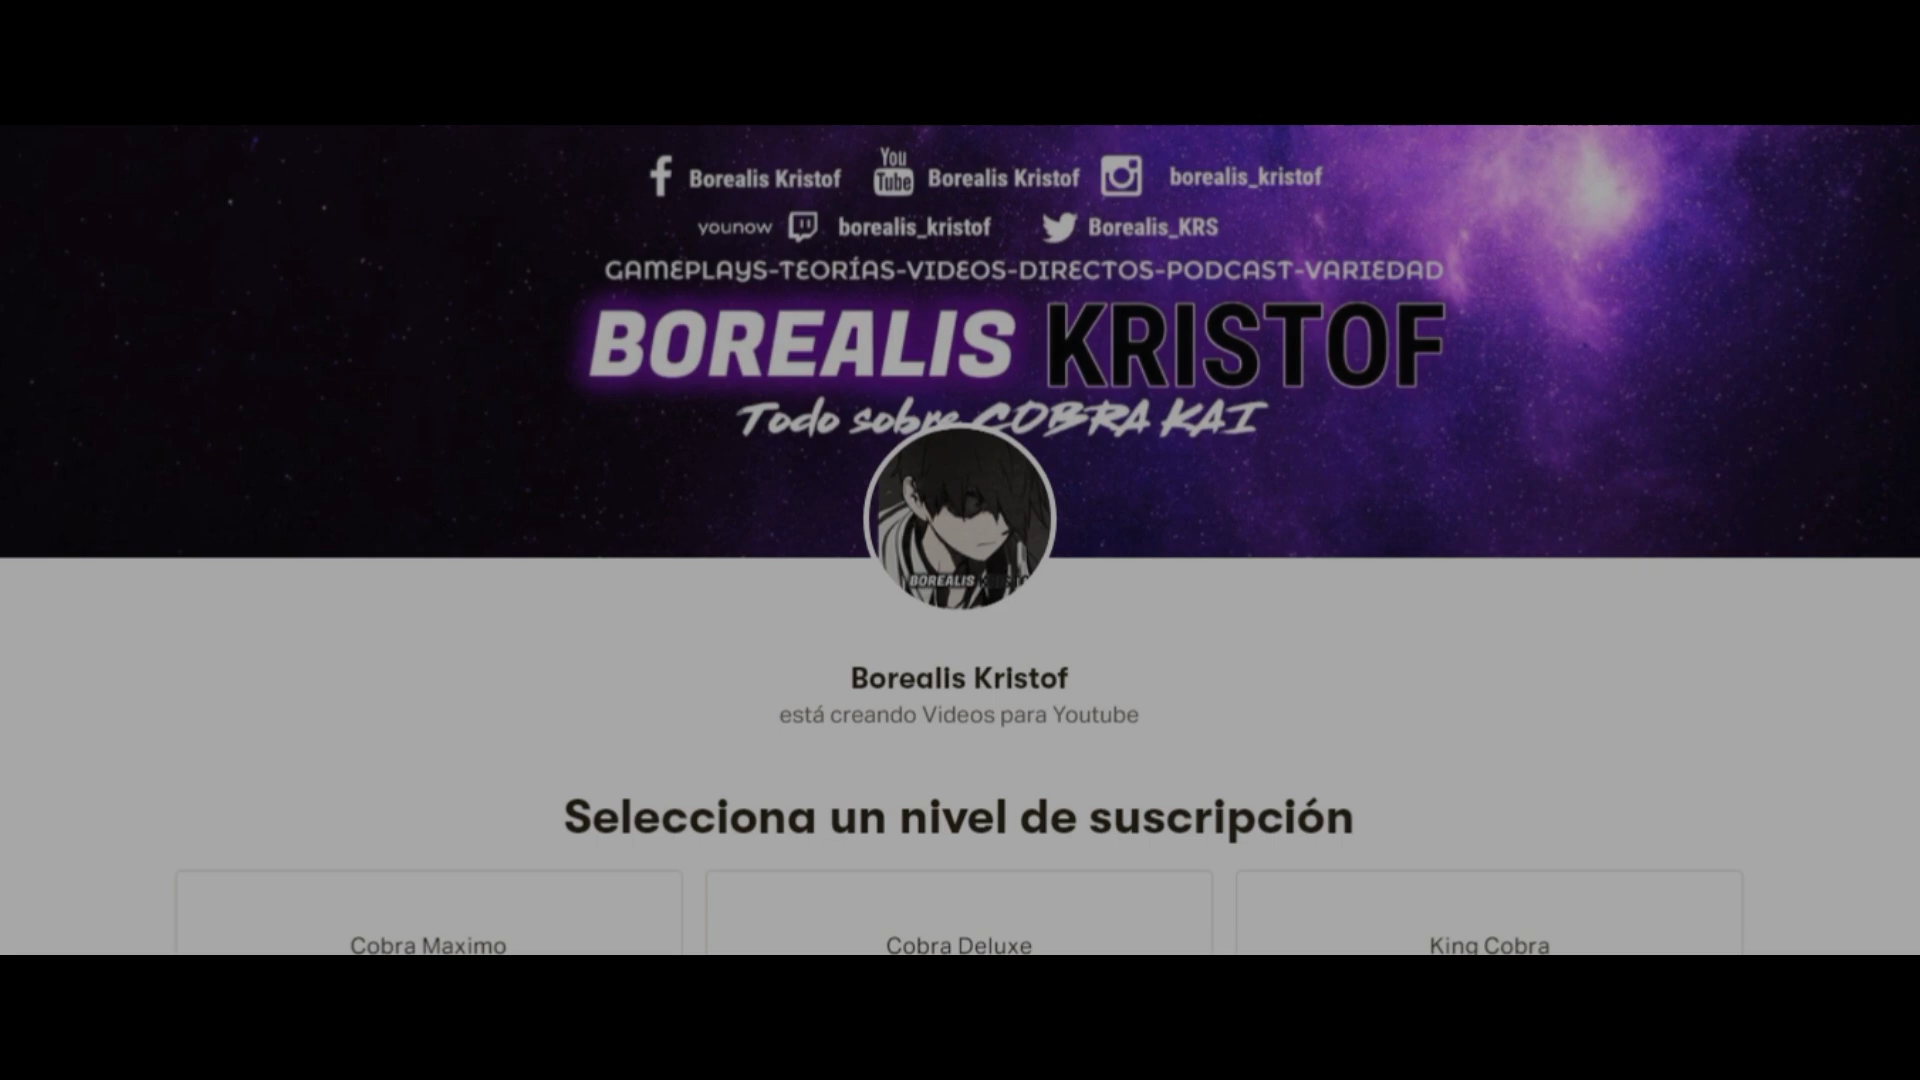 Borealis Kristof You Tube Borealis Kristof borealis_kristof
younow borealis_kristof Borealis_KRS
GAMEPLAYS-TEORÍAS-VIDEOS-DIRECTOS-PODCAST-VARIEDAD
BOREALIS KRISTOF
Todo sobre COBRA KAI
BOREALIS
Borealis Kristof
está creando Videos para Youtube
Selecciona un nivel de suscripción
Cobra Maximo Cobra Deluxe King Cobra